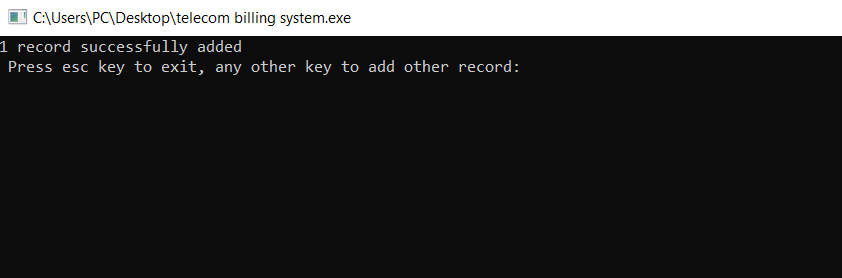 C:\Users\PC\Desktop\telecom billing system.exe
1 record successfully added
Press esc key to exit, any other key to add other record: